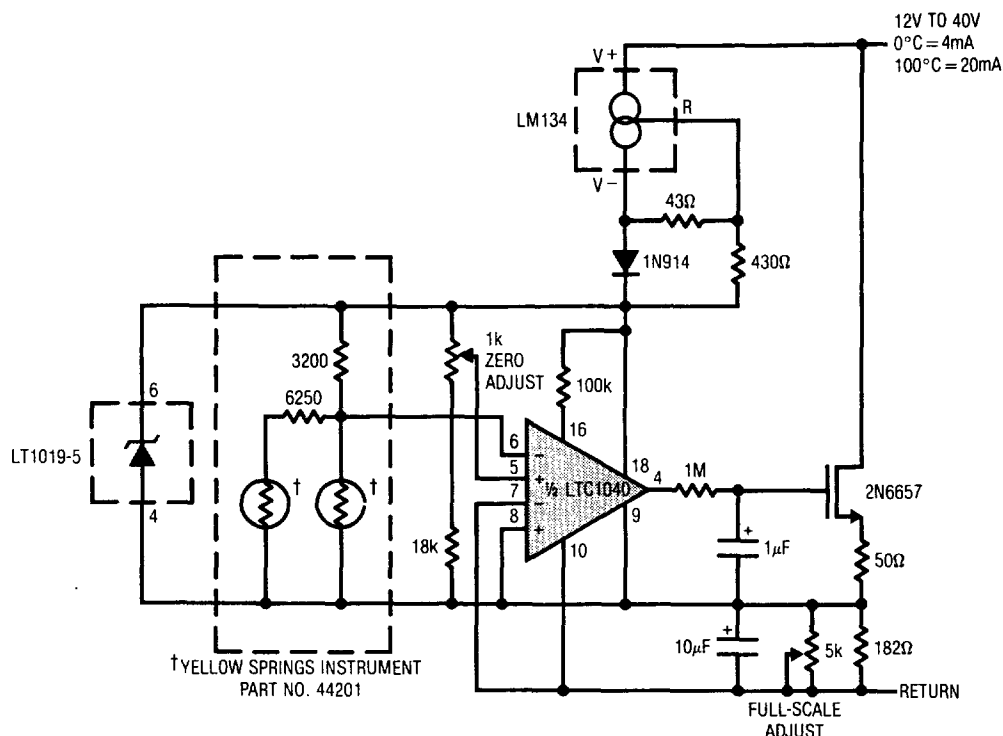 12V TO 40V
0°C = 4mA
100°C = 20mA
V+
R
LM134
V−
43Ω
1N914
430Ω
3200
1k
ZERO
ADJUST
6250
100k
6
16
LT1019-5
6
−
5
+
7
−
8
+
½ LTC1040
18
4
1M
2N6657
†
†
4
9
18k
10
+
1μF
50Ω
+
10μF
5k
182Ω
†YELLOW SPRINGS INSTRUMENT
PART NO. 44201
RETURN
FULL-SCALE
ADJUST